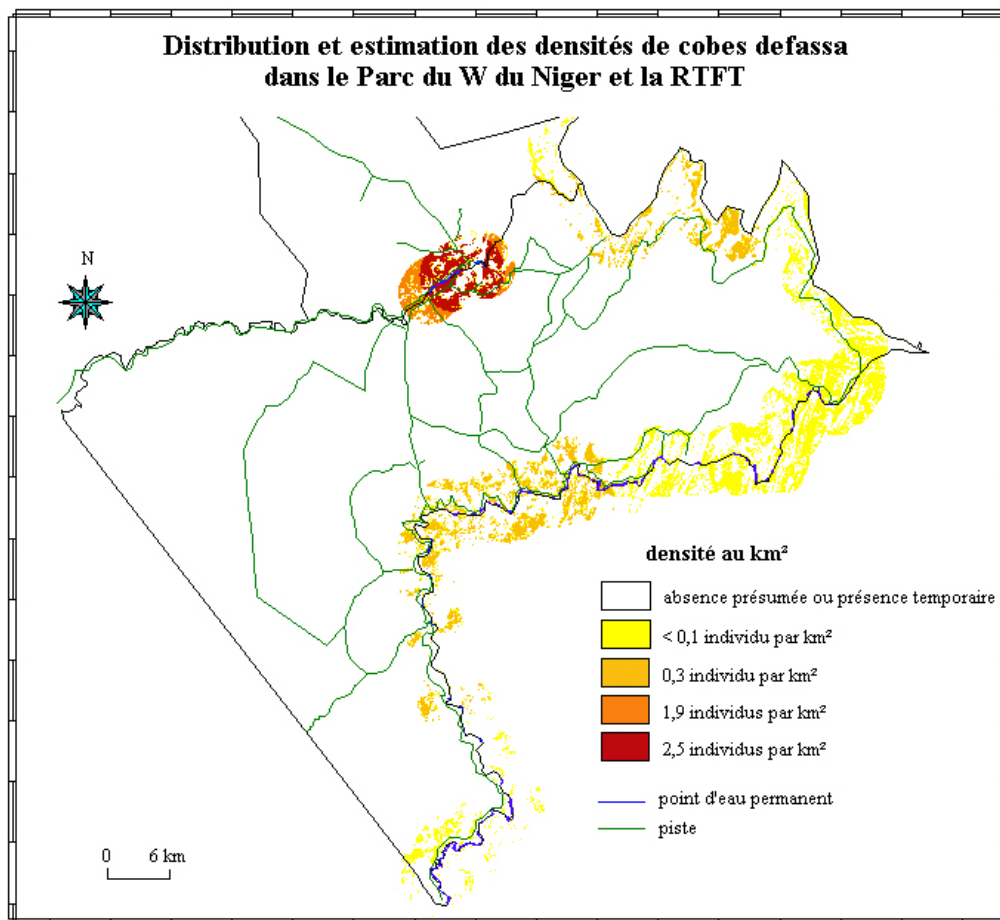 Distribution et estimation des densités de cobes defassa
dans le Parc du W du Niger et la RTFT
N
densité au km²
absence présumée ou présence temporaire
< 0,1 individu par km²
0,3 individu par km²
1,9 individus par km²
2,5 individus par km²
point d'eau permanent
piste
0 6 km